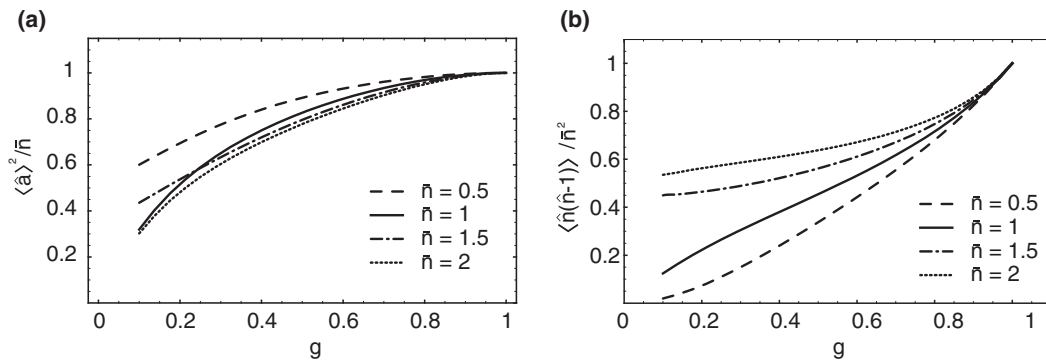 (a)
1
0.8
0.6
0.4
0.2
⟨â⟩²/n̄
n̄ = 0.5
n̄ = 1
n̄ = 1.5
n̄ = 2
0 0.2 0.4 0.6 0.8 1
g
(b)
1
0.8
0.6
0.4
0.2
⟨n̂(n̂-1)⟩ /n̄²
n̄ = 0.5
n̄ = 1
n̄ = 1.5
n̄ = 2
0 0.2 0.4 0.6 0.8 1
g